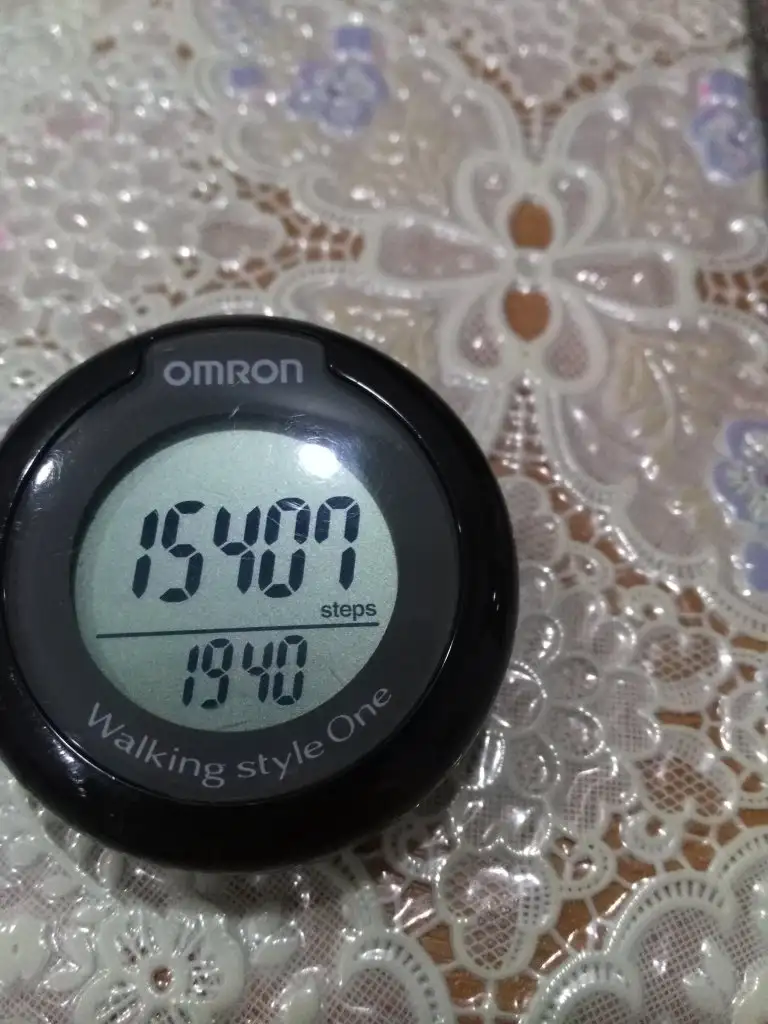 OMRON
15407
steps
1940
Walking style One